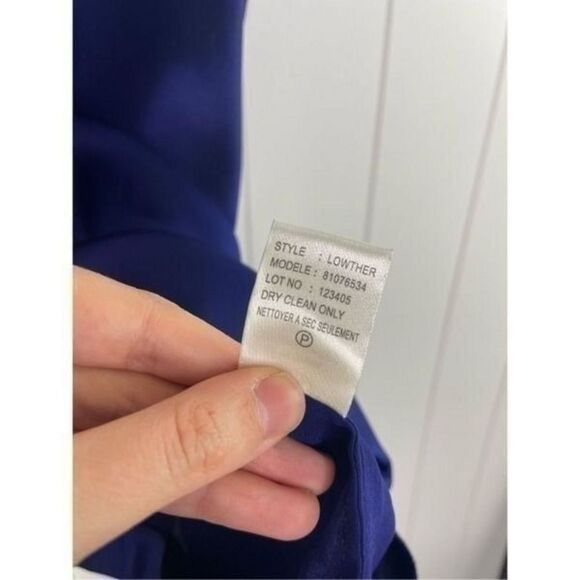 STYLE : LOWTHER
MODELE : 81076534
LOT NO : 123405
DRY CLEAN ONLY
NETTOYER A SEC SEULEMENT
P